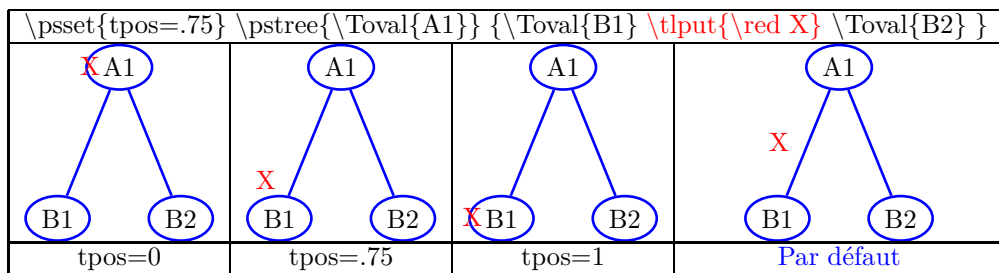 \psset{tpos=.75} \pstree{\Toval{A1}} {\Toval{B1} \tlput{\red X} \Toval{B2} }
X A1 A1 A1 A1
X
X
B1 B2 B1 B2 X B1 B2 B1 B2
tpos=0 tpos=.75 tpos=1 Par défaut